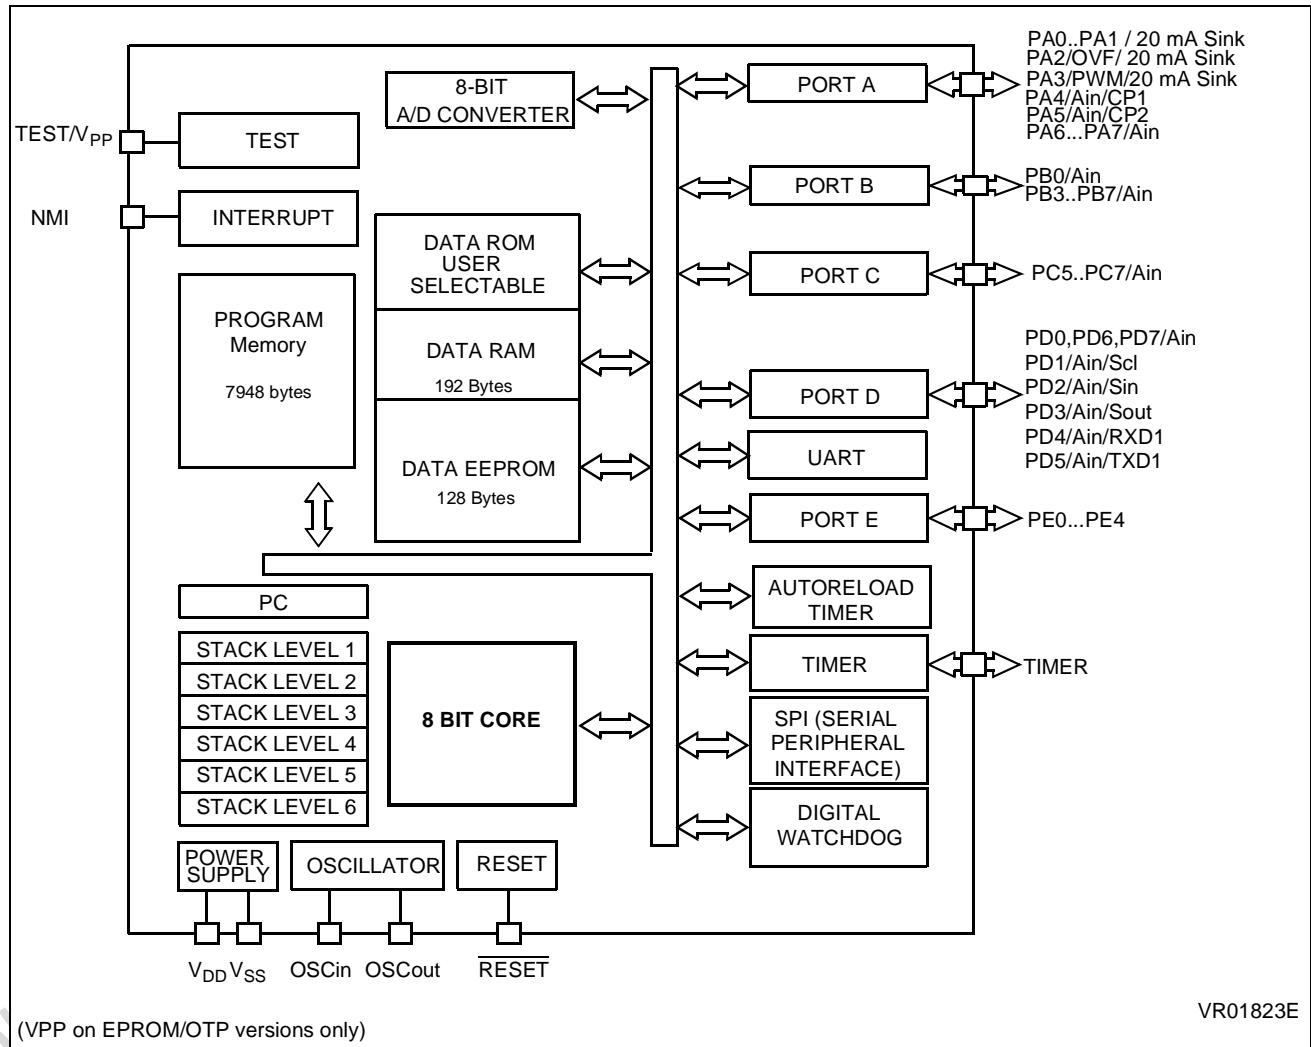 PA0..PA1 / 20 mA Sink
PA2/OVF/ 20 mA Sink
PA3/PWM/20 mA Sink
PA4/Ain/CP1
PA5/Ain/CP2
PA6...PA7/Ain
8-BIT
A/D CONVERTER
PORT A
TEST/VPP
TEST
PORT B
PB0/Ain
PB3..PB7/Ain
NMI
INTERRUPT
DATA ROM
USER
SELECTABLE
PORT C
PC5..PC7/Ain
PROGRAM
Memory
7948 bytes
DATA RAM
192 Bytes
PORT D
PD0,PD6,PD7/Ain
PD1/Ain/Scl
PD2/Ain/Sin
PD3/Ain/Sout
PD4/Ain/RXD1
PD5/Ain/TXD1
DATA EEPROM
128 Bytes
UART
PORT E
PE0...PE4
PC
AUTORELOAD
TIMER
STACK LEVEL 1
STACK LEVEL 2
STACK LEVEL 3
STACK LEVEL 4
STACK LEVEL 5
STACK LEVEL 6
8 BIT CORE
TIMER
TIMER
SPI (SERIAL
PERIPHERAL
INTERFACE)
DIGITAL
WATCHDOG
POWER
SUPPLY
OSCILLATOR
RESET
VDD VSS
OSCin
OSCout
RESET
VR01823E
(VPP on EPROM/OTP versions only)